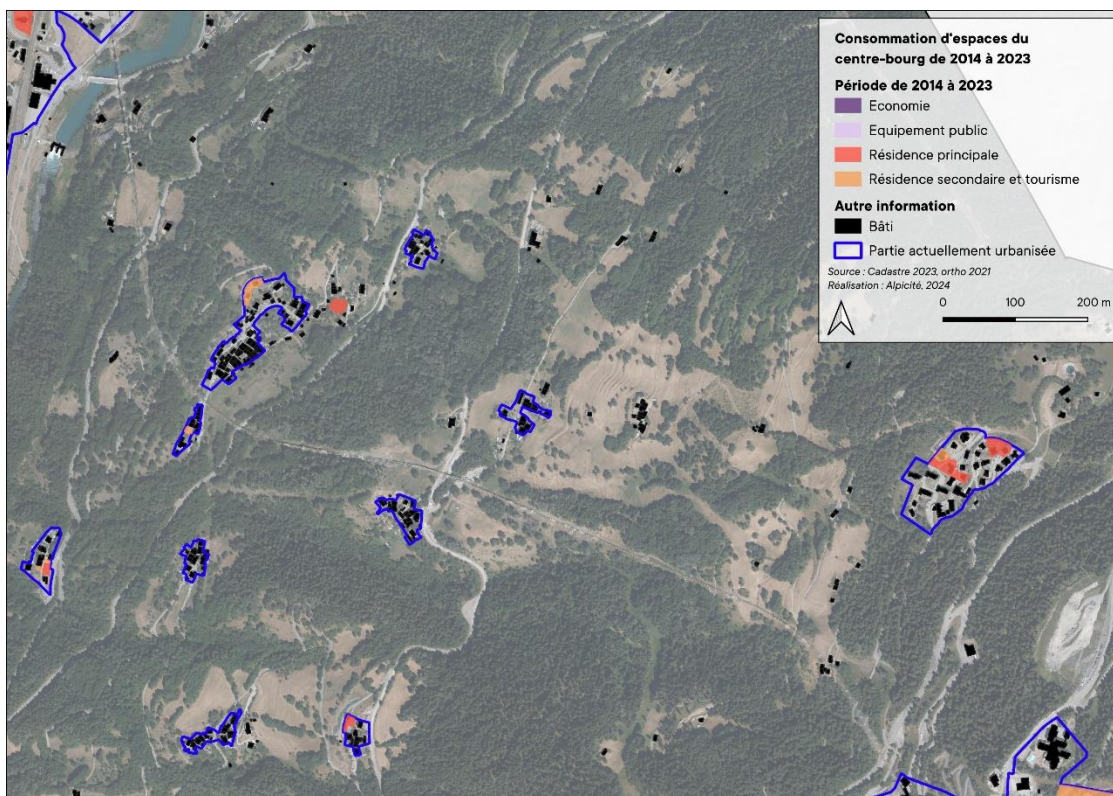 Consommation d'espaces du
centre-bourg de 2014 à 2023
Période de 2014 à 2023
Economie
Equipement public
Résidence principale
Résidence secondaire et tourisme
Autre information
Bâti
Partie actuellement urbanisée
Source : Cadastre 2023, ortho 2021
Réalisation : Alpicité, 2024
0 100 200 m